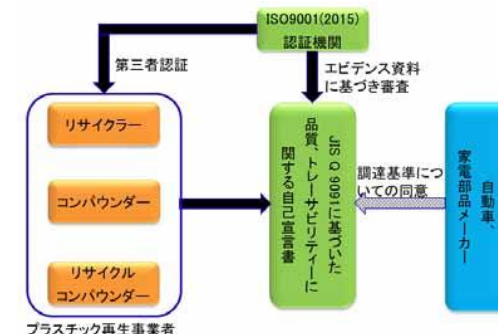 ISO9001(2015)
認証機関
第三者認証
エビデンス資料
に基づき審査
リサイクラー
コンパウンダー
リサイクル
コンパウンダー
プラスチック再生事業者
JIS Q 9091に基づいた
品質、トレーサビリティーに
関する自己宣言書
調達基準につ
いての同意
自動車、
家電部品メーカー